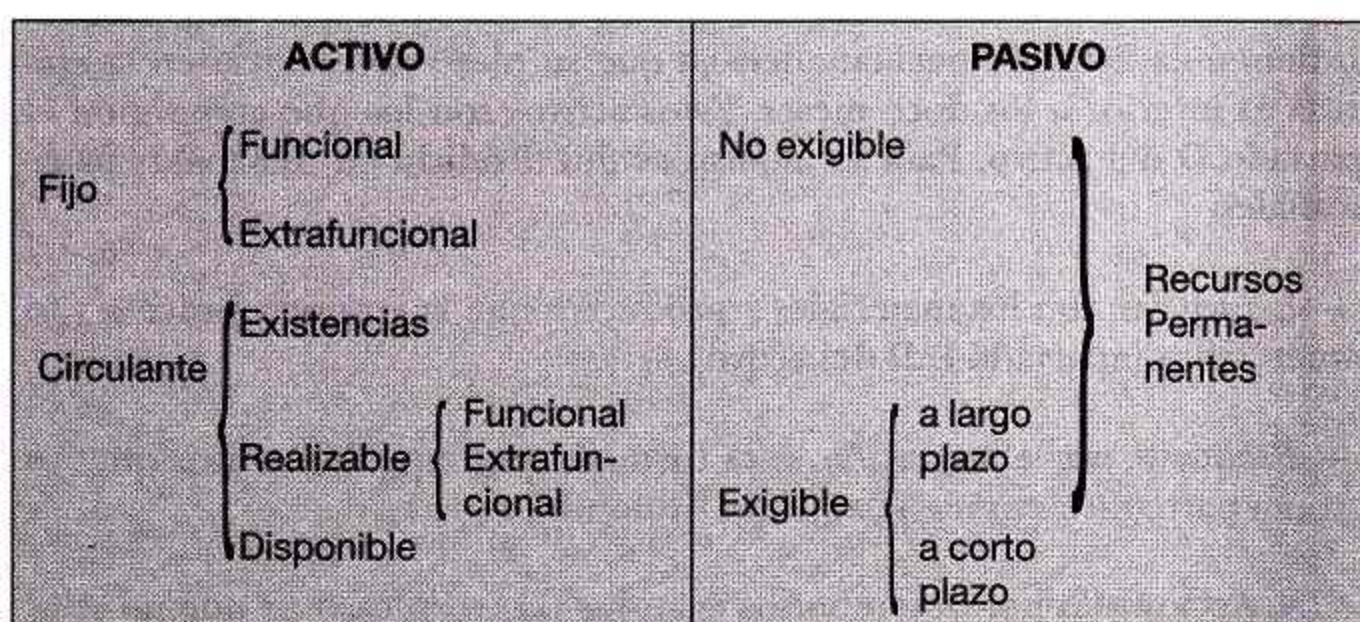 ACTIVO
Fijo
Funcional
Extrafuncional
Circulante
Existencias
Realizable
Funcional
Extrafun-
cional
Disponible
PASIVO
No exigible
Exigible
a largo
plazo
a corto
plazo
Recursos
Perma-
nentes